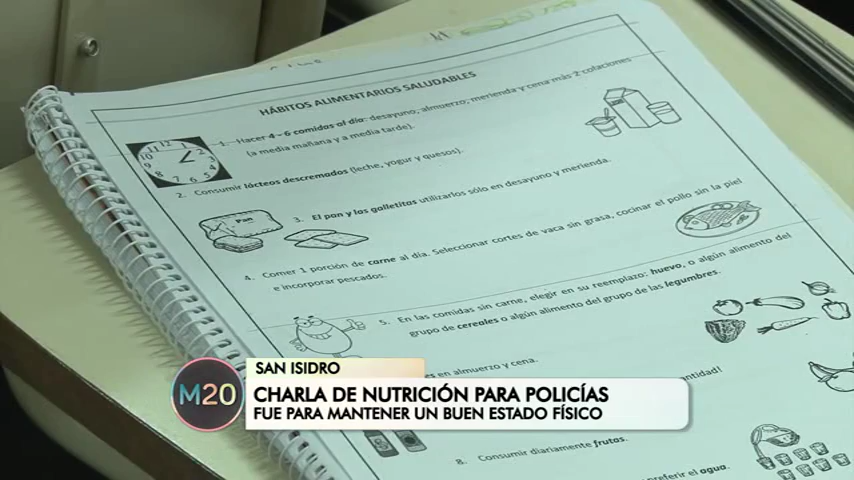 HÁBITOS ALIMENTARIOS SALUDABLES
1. Hacer 4 - 6 comidas al día: desayuno, almuerzo, merienda y cena más 2 colaciones
(a media mañana y a media tarde).
2. Consumir lácteos descremados (leche, yogur y quesos).
Pan
3. El pan y las galletitas utilizarlos sólo en desayuno y merienda.
4. Comer 1 porción de carne al día. Seleccionar cortes de vaca sin grasa, cocinar el pollo sin la piel
e incorporar pescados.
5. En las comidas sin carne, elegir en su reemplazo: huevo, o algún alimento del
grupo de cereales o algún alimento del grupo de las legumbres.
en almuerzo y cena.
cantidad!
SAN ISIDRO
M20
CHARLA DE NUTRICIÓN PARA POLICÍAS
FUE PARA MANTENER UN BUEN ESTADO FÍSICO
8. Consumir diariamente frutas.
preferir el agua.